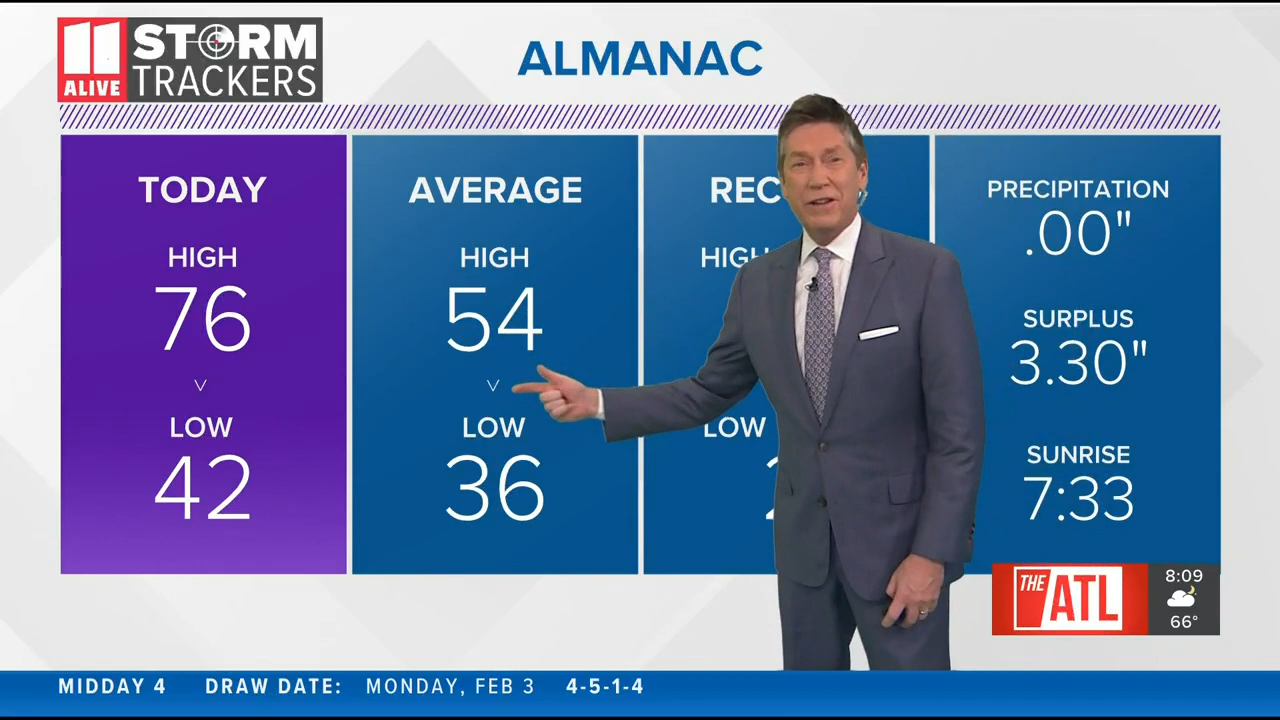 11 ALIVE
STORM
TRACKERS
ALMANAC
TODAY
HIGH
76
LOW
42
AVERAGE
HIGH
54
LOW
36
HIGH
LOW
PRECIPITATION
.00"
SURPLUS
3.30"
SUNRISE
7:33
THE ATL
8:09
66°
MIDDAY 4 DRAW DATE: MONDAY, FEB 3 4-5-1-4